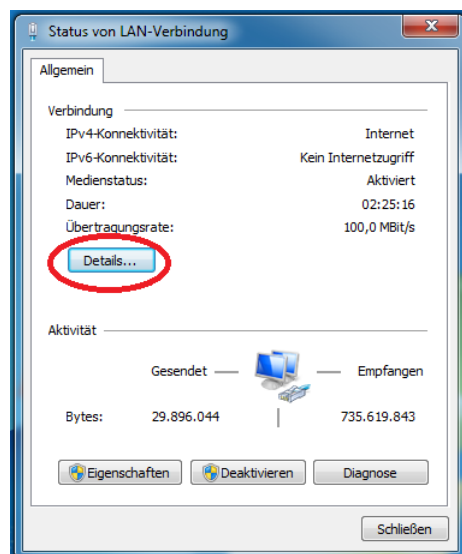 Status von LAN-Verbindung
Allgemein
Verbindung
IPv4-Konnektivität: Internet
IPv6-Konnektivität: Kein Internetzugriff
Medienstatus: Aktiviert
Dauer: 02:25:16
Übertragungsrate: 100,0 MBit/s
Details...
Aktivität
Gesendet Empfangen
Bytes: 29.896.044 735.619.843
Eigenschaften Deaktivieren Diagnose
Schließen